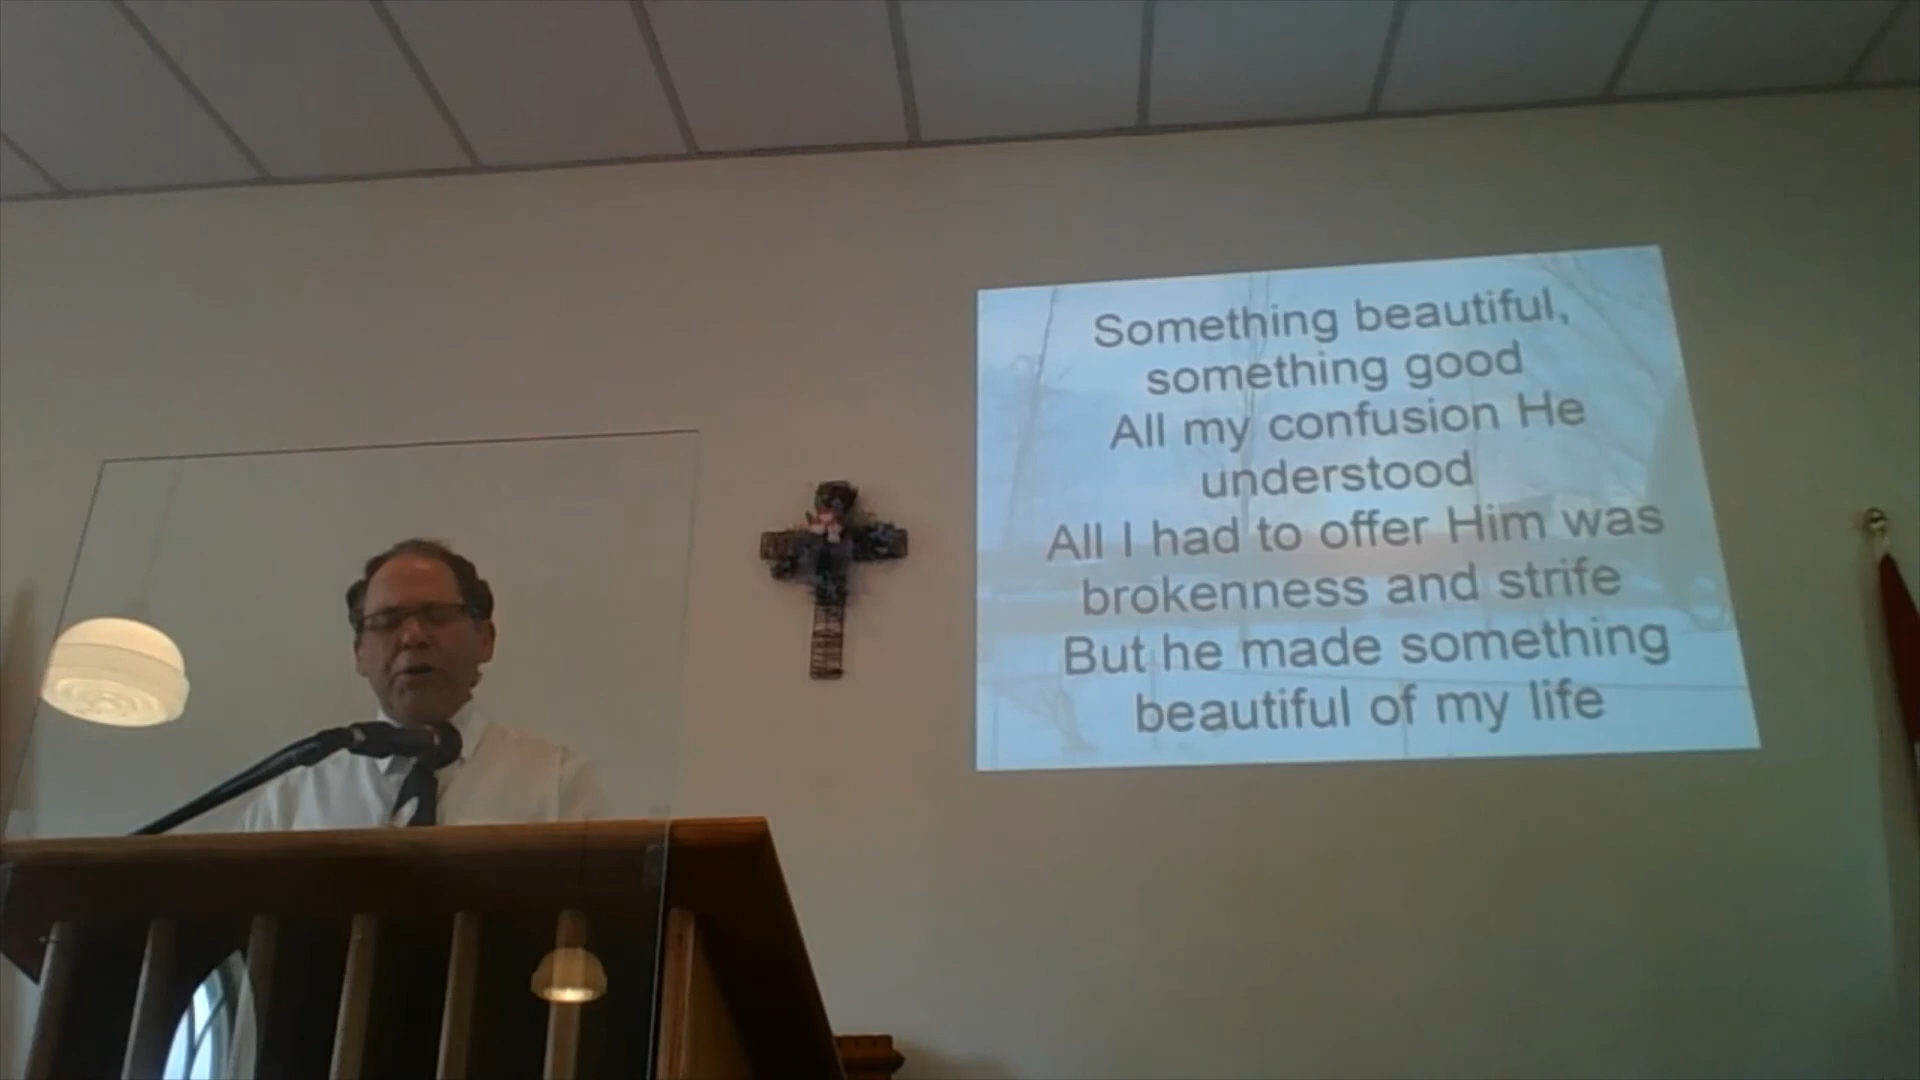 Something beautiful,
something good
All my confusion He
understood
All I had to offer Him was
brokenness and strife
But he made something
beautiful of my life